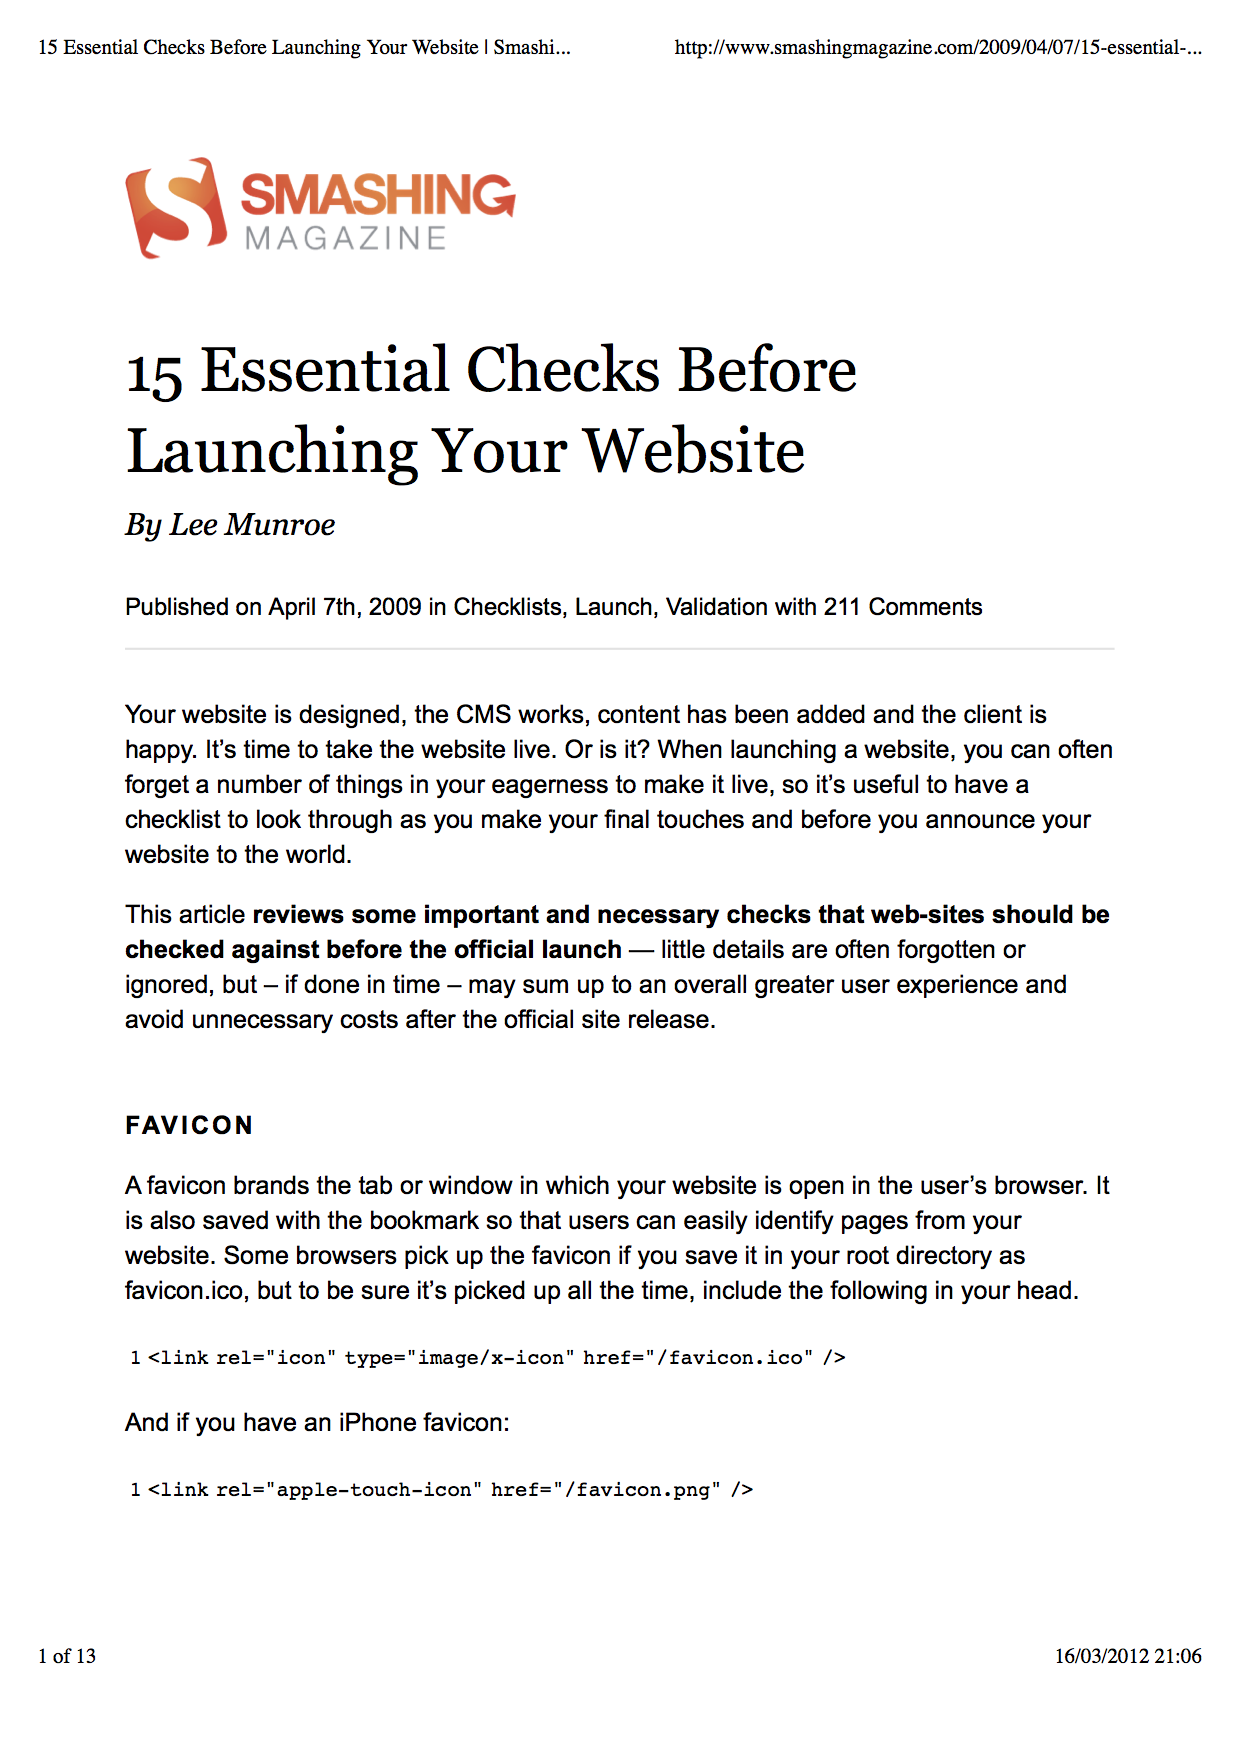 15 Essential Checks Before Launching Your Website | Smashi...
http://www.smashingmagazine.com/2009/04/07/15-essential-...
SMASHING
MAGAZINE
15 Essential Checks Before
Launching Your Website
By Lee Munroe
Published on April 7th, 2009 in Checklists, Launch, Validation with 211 Comments
Your website is designed, the CMS works, content has been added and the client is
happy. It’s time to take the website live. Or is it? When launching a website, you can often
forget a number of things in your eagerness to make it live, so it’s useful to have a
checklist to look through as you make your final touches and before you announce your
website to the world.
This article reviews some important and necessary checks that web-sites should be
checked against before the official launch — little details are often forgotten or
ignored, but – if done in time – may sum up to an overall greater user experience and
avoid unnecessary costs after the official site release.
FAVICON
A favicon brands the tab or window in which your website is open in the user’s browser. It
is also saved with the bookmark so that users can easily identify pages from your
website. Some browsers pick up the favicon if you save it in your root directory as
favicon.ico, but to be sure it’s picked up all the time, include the following in your head.
1 <link rel="icon" type="image/x-icon" href="/favicon.ico" />
And if you have an iPhone favicon:
1 <link rel="apple-touch-icon" href="/favicon.png" />
1 of 13
16/03/2012 21:06